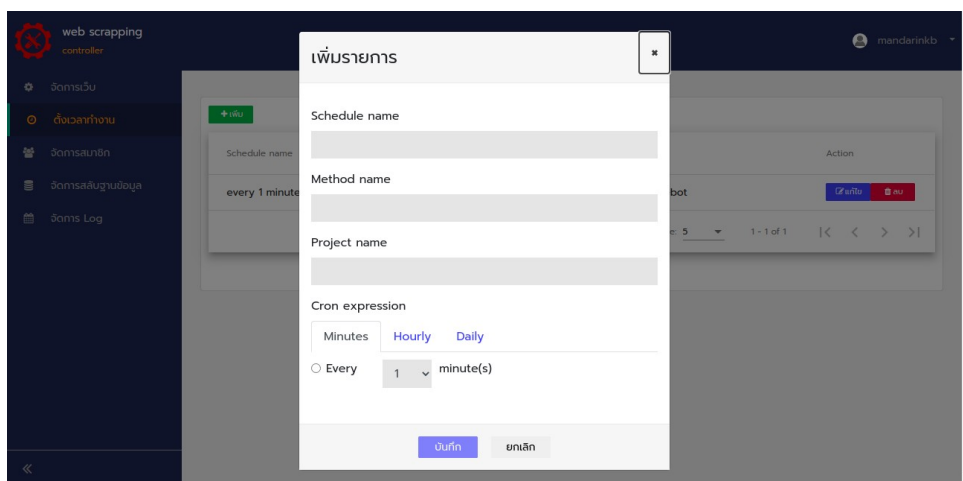 web scrapping
controller
mandarinkb
จัดการเว็บ
ตั้งเวลาทำงาน
จัดการสมาชิก
จัดการสลับฐานข้อมูล
จัดการ Log
เพิ่ม
Schedule name
Action
every 1 minute
bot
แก้ไข
ลบ
5
1 - 1 of 1
เพิ่มรายการ
Schedule name
Method name
Project name
Cron expression
Minutes Hourly Daily
Every 1 minute(s)
บันทึก ยกเลิก